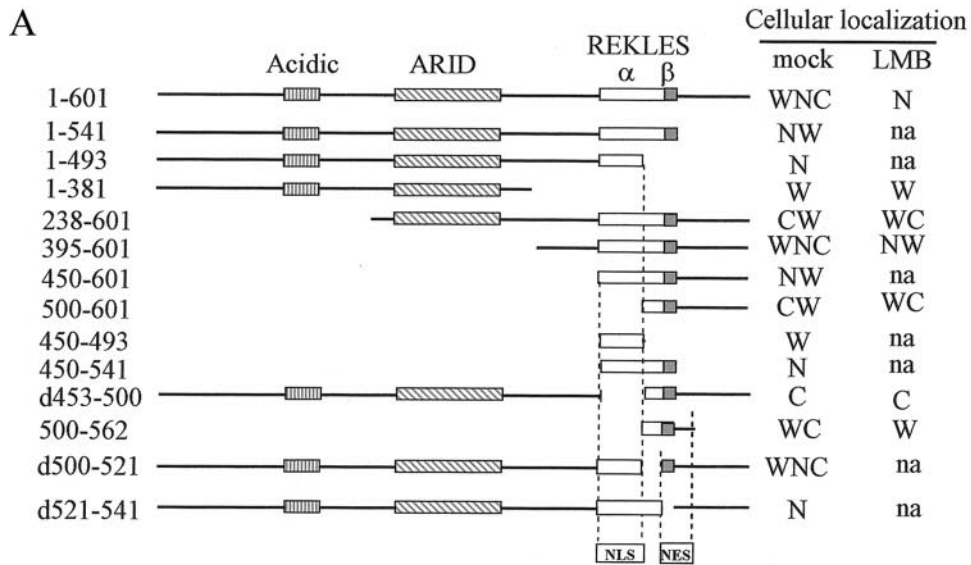 A
Cellular localization
REKLES
Acidic ARID α β mock LMB
1-601 WNC N
1-541 NW na
1-493 N na
1-381 W W
238-601 CW WC
395-601 WNC NW
450-601 NW na
500-601 CW WC
450-493 W na
450-541 N na
d453-500 C C
500-562 WC W
d500-521 WNC na
d521-541 N na
NLS NES